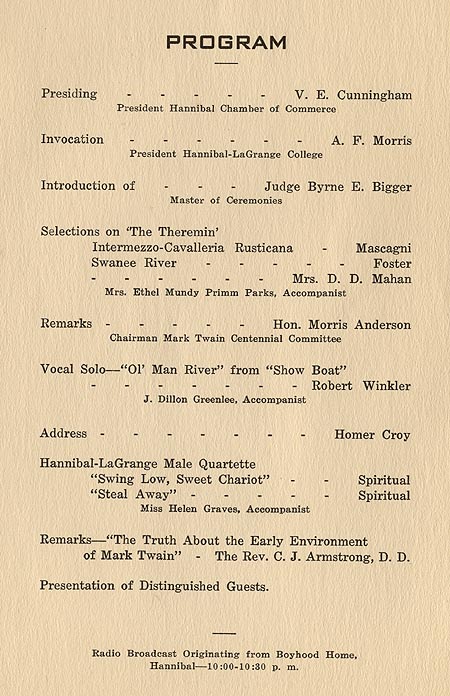 PROGRAM
Presiding - - - - - V. E. Cunningham
President Hannibal Chamber of Commerce
Invocation - - - - - - A. F. Morris
President Hannibal-LaGrange College
Introduction of - - - Judge Byrne E. Bigger
Master of Ceremonies
Selections on 'The Theremin'
Intermezzo-Cavalleria Rusticana - Mascagni
Swanee River - - - - - Foster
- - - - - - - Mrs. D. D. Mahan
Mrs. Ethel Mundy Primm Parks, Accompanist
Remarks - - - - - - Hon. Morris Anderson
Chairman Mark Twain Centennial Committee
Vocal Solo—"Ol' Man River" from "Show Boat"
- - - - - - - Robert Winkler
J. Dillon Greenlee, Accompanist
Address - - - - - - - Homer Croy
Hannibal-LaGrange Male Quartette
"Swing Low, Sweet Chariot" - - Spiritual
"Steal Away" - - - - - Spiritual
Miss Helen Graves, Accompanist
Remarks—"The Truth About the Early Environment
of Mark Twain" - The Rev. C. J. Armstrong, D. D.
Presentation of Distinguished Guests.
Radio Broadcast Originating from Boyhood Home,
Hannibal—10:00-10:30 p. m.